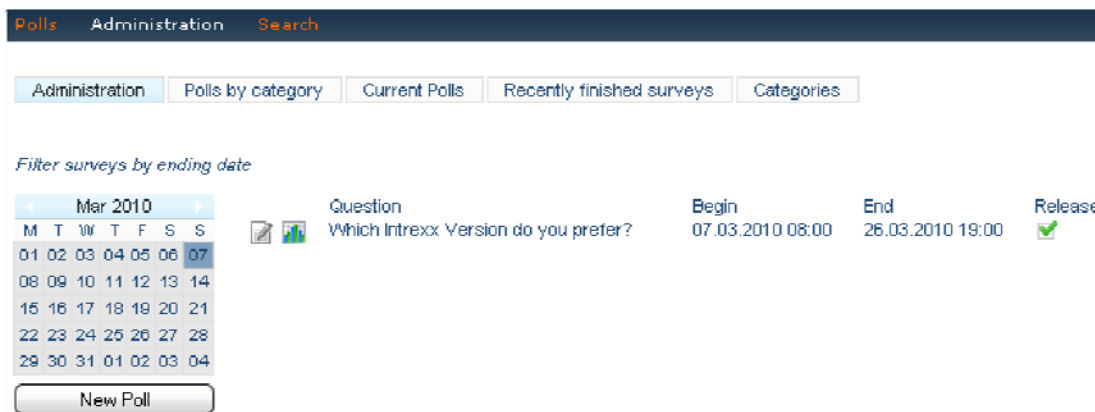 Polls Administration Search
Administration Polls by category Current Polls Recently finished surveys Categories
Filter surveys by ending date
Mar 2010
M T W T F S S
01 02 03 04 05 06 07
08 09 10 11 12 13 14
15 16 17 18 19 20 21
22 23 24 25 26 27 28
29 30 31 01 02 03 04
New Poll
Question Begin End Release
Which Intrexx Version do you prefer? 07.03.2010 08:00 26.03.2010 19:00